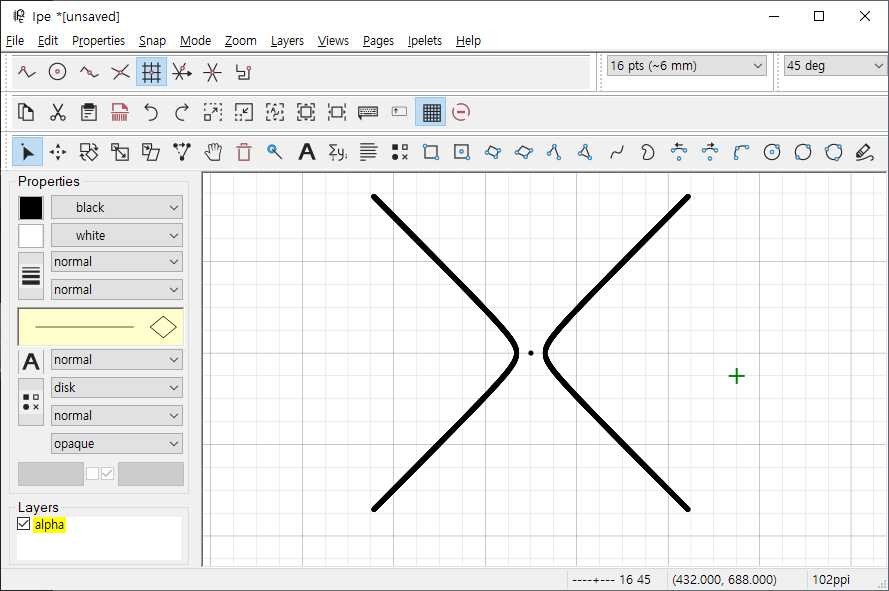 Ipe *[unsaved]
File Edit Properties Snap Mode Zoom Layers Views Pages Ipelets Help
16 pts (~6 mm) 45 deg
A Σyi
Properties
black
white
normal
normal
A normal
disk
normal
opaque
Layers
alpha
----+--- 16 45 (432.000, 688.000) 102ppi